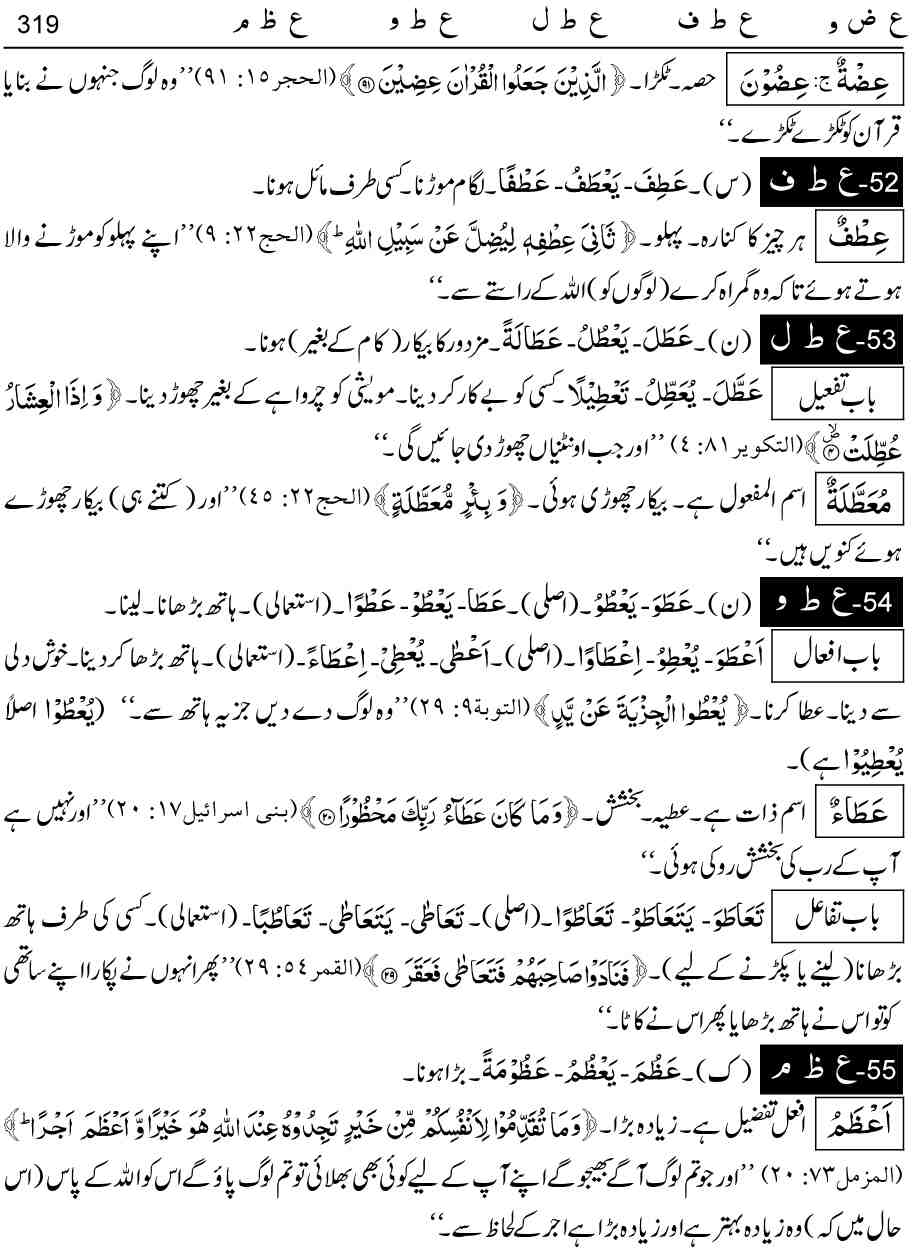 ع ض و ع ط ف ع ط ل ع ط و ع ظ م 319
عِضْةٌ ج: عِضُوْنَ حصہ۔ٹکڑا۔﴿ الَّذِيْنَ جَعَلُوا الْقُرْاٰنَ عِضِيْنَ ۹۱﴾ (الحجر ۱۵: ۹۱) ’’وہ لوگ جنہوں نے بنایا
قرآن کو ٹکڑے ٹکڑے۔‘‘
52- ع ط ف (س)۔عَطِفَ- يَعْطَفُ- عَطْفًا۔لگام موڑنا۔کسی طرف مائل ہونا۔
عِطْفٌ ہر چیز کا کنارہ۔ پہلو۔﴿ ثَانِيَ عِطْفِهٖ لِيُضِلَّ عَنْ سَبِيْلِ اللّٰهِ ؕ﴾ (الحج ۲۲: ۹) ’’اپنے پہلو کو موڑنے والا
ہوتے ہوئے تاکہ وہ گمراہ کرے (لوگوں کو) اللہ کے راستے سے۔‘‘
53- ع ط ل (ن)۔عَطَلَ- يَعْطُلُ- عَطَالَةً۔مزدور کا بیکار (کام کے بغیر) ہونا۔
باب تفعیل عَطَّلَ- يُعَطِّلُ- تَعْطِيْلًا۔کسی کو بے کار کر دینا۔مویشی کو چرواہے کے بغیر چھوڑ دینا۔﴿ وَاِذَا الْعِشَارُ
عُطِّلَتْ ۪ۙ ۴﴾ (التکویر ۸۱: ۴) ’’اور جب اونٹنیاں چھوڑ دی جائیں گی۔‘‘
مُعَطَّلَةٌ اسم المفعول ہے۔ بیکار چھوڑی ہوئی۔﴿وَ بِئْرٍ مُّعَطَّلَةٍ﴾ (الحج ۲۲: ۴۵) ’’اور (کتنے ہی) بیکار چھوڑے
ہوئے کنویں ہیں۔‘‘
54- ع ط و (ن)۔عَطَوَ- يَعْطُوُ۔(اصلی)۔عَطَا- يَعْطُوْ- عَطْوًا۔(استعمالی)۔ہاتھ بڑھانا۔لینا۔
باب افعال اَعْطَوَ- يُعْطِوُ- اِعْطَاوًا۔(اصلی)۔اَعْطٰى- يُعْطِيْ- اِعْطَاءً۔(استعمالی)۔ہاتھ بڑھا کر دینا۔خوش دلی
سے دینا۔عطا کرنا۔﴿ يُعْطُوا الْجِزْيَةَ عَنْ يَّدٍ﴾ (التوبة ۹: ۲۹) ’’وہ لوگ دے دیں جزیہ ہاتھ سے۔‘‘ (يُعْطُوْا اصلاً
يُعْطِيُوْا ہے)۔
عَطَاءٌ اسم ذات ہے۔عطیہ۔بخشش۔﴿ وَمَا كَانَ عَطَآءُ رَبِّكَ مَحْظُوْرًا ۲۰﴾ (بنی اسرائیل ۱۷: ۲۰) ’’اور نہیں ہے
آپ کے رب کی بخشش روکی ہوئی۔‘‘
باب تفاعل تَعَاطَوَ- يَتَعَاطَوُ- تَعَاطُوًا۔(اصلی)۔تَعَاطٰى- يَتَعَاطٰى- تَعَاطُيًا۔(استعمالی)۔کسی کی طرف ہاتھ
بڑھانا (لینے یا پکڑنے کے لیے)۔﴿ فَنَادَوْا صَاحِبَهُمْ فَتَعَاطٰى فَعَقَرَ ۲۹﴾ (القمر ۵۴: ۲۹) ’’پھر انہوں نے پکارا اپنے ساتھی
کو تو اس نے ہاتھ بڑھایا پھر اس نے کاٹا۔‘‘
55- ع ظ م (ک)۔عَظُمَ- يَعْظُمُ- عَظُوْمَةً۔بڑا ہونا۔
اَعْظَمُ افعل تفضیل ہے۔زیادہ بڑا۔﴿ وَمَا تُقَدِّمُوْا لِاَنْفُسِكُمْ مِّنْ خَيْرٍ تَجِدُوْهُ عِنْدَ اللّٰهِ هُوَ خَيْرًا وَّ اَعْظَمَ اَجْرًا ؕ﴾
(المزمل ۷۳: ۲۰) ’’اور جو تم لوگ آگے بھیجو گے اپنے آپ کے لیے کوئی بھی بھلائی تو تم لوگ پاؤ گے اس کو اللہ کے پاس (اس
حال میں کہ) وہ زیادہ بہتر ہے اور زیادہ بڑا ہے اجر کے لحاظ سے۔‘‘